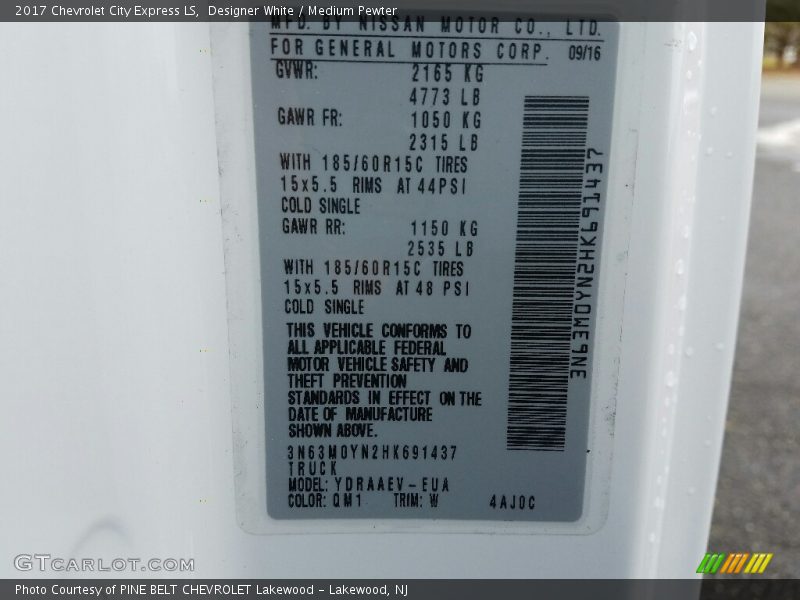 2017 Chevrolet City Express LS, Designer White / Medium Pewter
MFD. BY NISSAN MOTOR CO., LTD.
FOR GENERAL MOTORS CORP. 09/16
GVWR: 2165 KG
4773 LB
GAWR FR: 1050 KG
2315 LB
WITH 185/60R15C TIRES
15x5.5 RIMS AT 44PSI
COLD SINGLE
GAWR RR: 1150 KG
2535 LB
WITH 185/60R15C TIRES
15x5.5 RIMS AT 48 PSI
COLD SINGLE
THIS VEHICLE CONFORMS TO
ALL APPLICABLE FEDERAL
MOTOR VEHICLE SAFETY AND
THEFT PREVENTION
STANDARDS IN EFFECT ON THE
DATE OF MANUFACTURE
SHOWN ABOVE.
3N63M0YN2HK691437
TRUCK
MODEL: YDRAAEV-EUA
COLOR: QM1 TRIM: W 4AJ0C
3N63M0YN2HK691437
GTCarLot.com
Photo Courtesy of PINE BELT CHEVROLET Lakewood - Lakewood, NJ